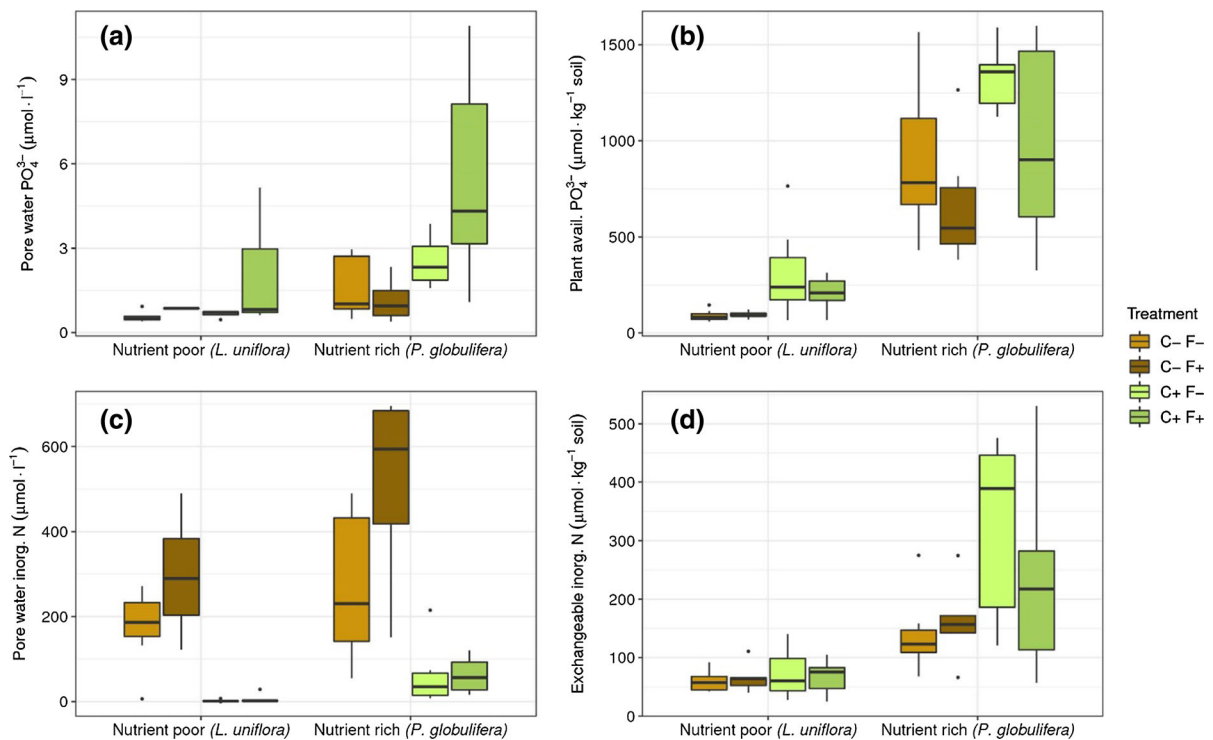 (a)
Pore water PO₄³⁻ (μmol·l⁻¹)
9
6
3
0
Nutrient poor (L. uniflora)
Nutrient rich (P. globulifera)
(b)
Plant avail. PO₄³⁻ (μmol·kg⁻¹ soil)
1500
1000
500
0
Nutrient poor (L. uniflora)
Nutrient rich (P. globulifera)
(c)
Pore water inorg. N (μmol·l⁻¹)
600
400
200
0
Nutrient poor (L. uniflora)
Nutrient rich (P. globulifera)
(d)
Exchangeable inorg. N (μmol·kg⁻¹ soil)
500
400
300
200
100
0
Nutrient poor (L. uniflora)
Nutrient rich (P. globulifera)
Treatment
C− F−
C− F+
C+ F−
C+ F+